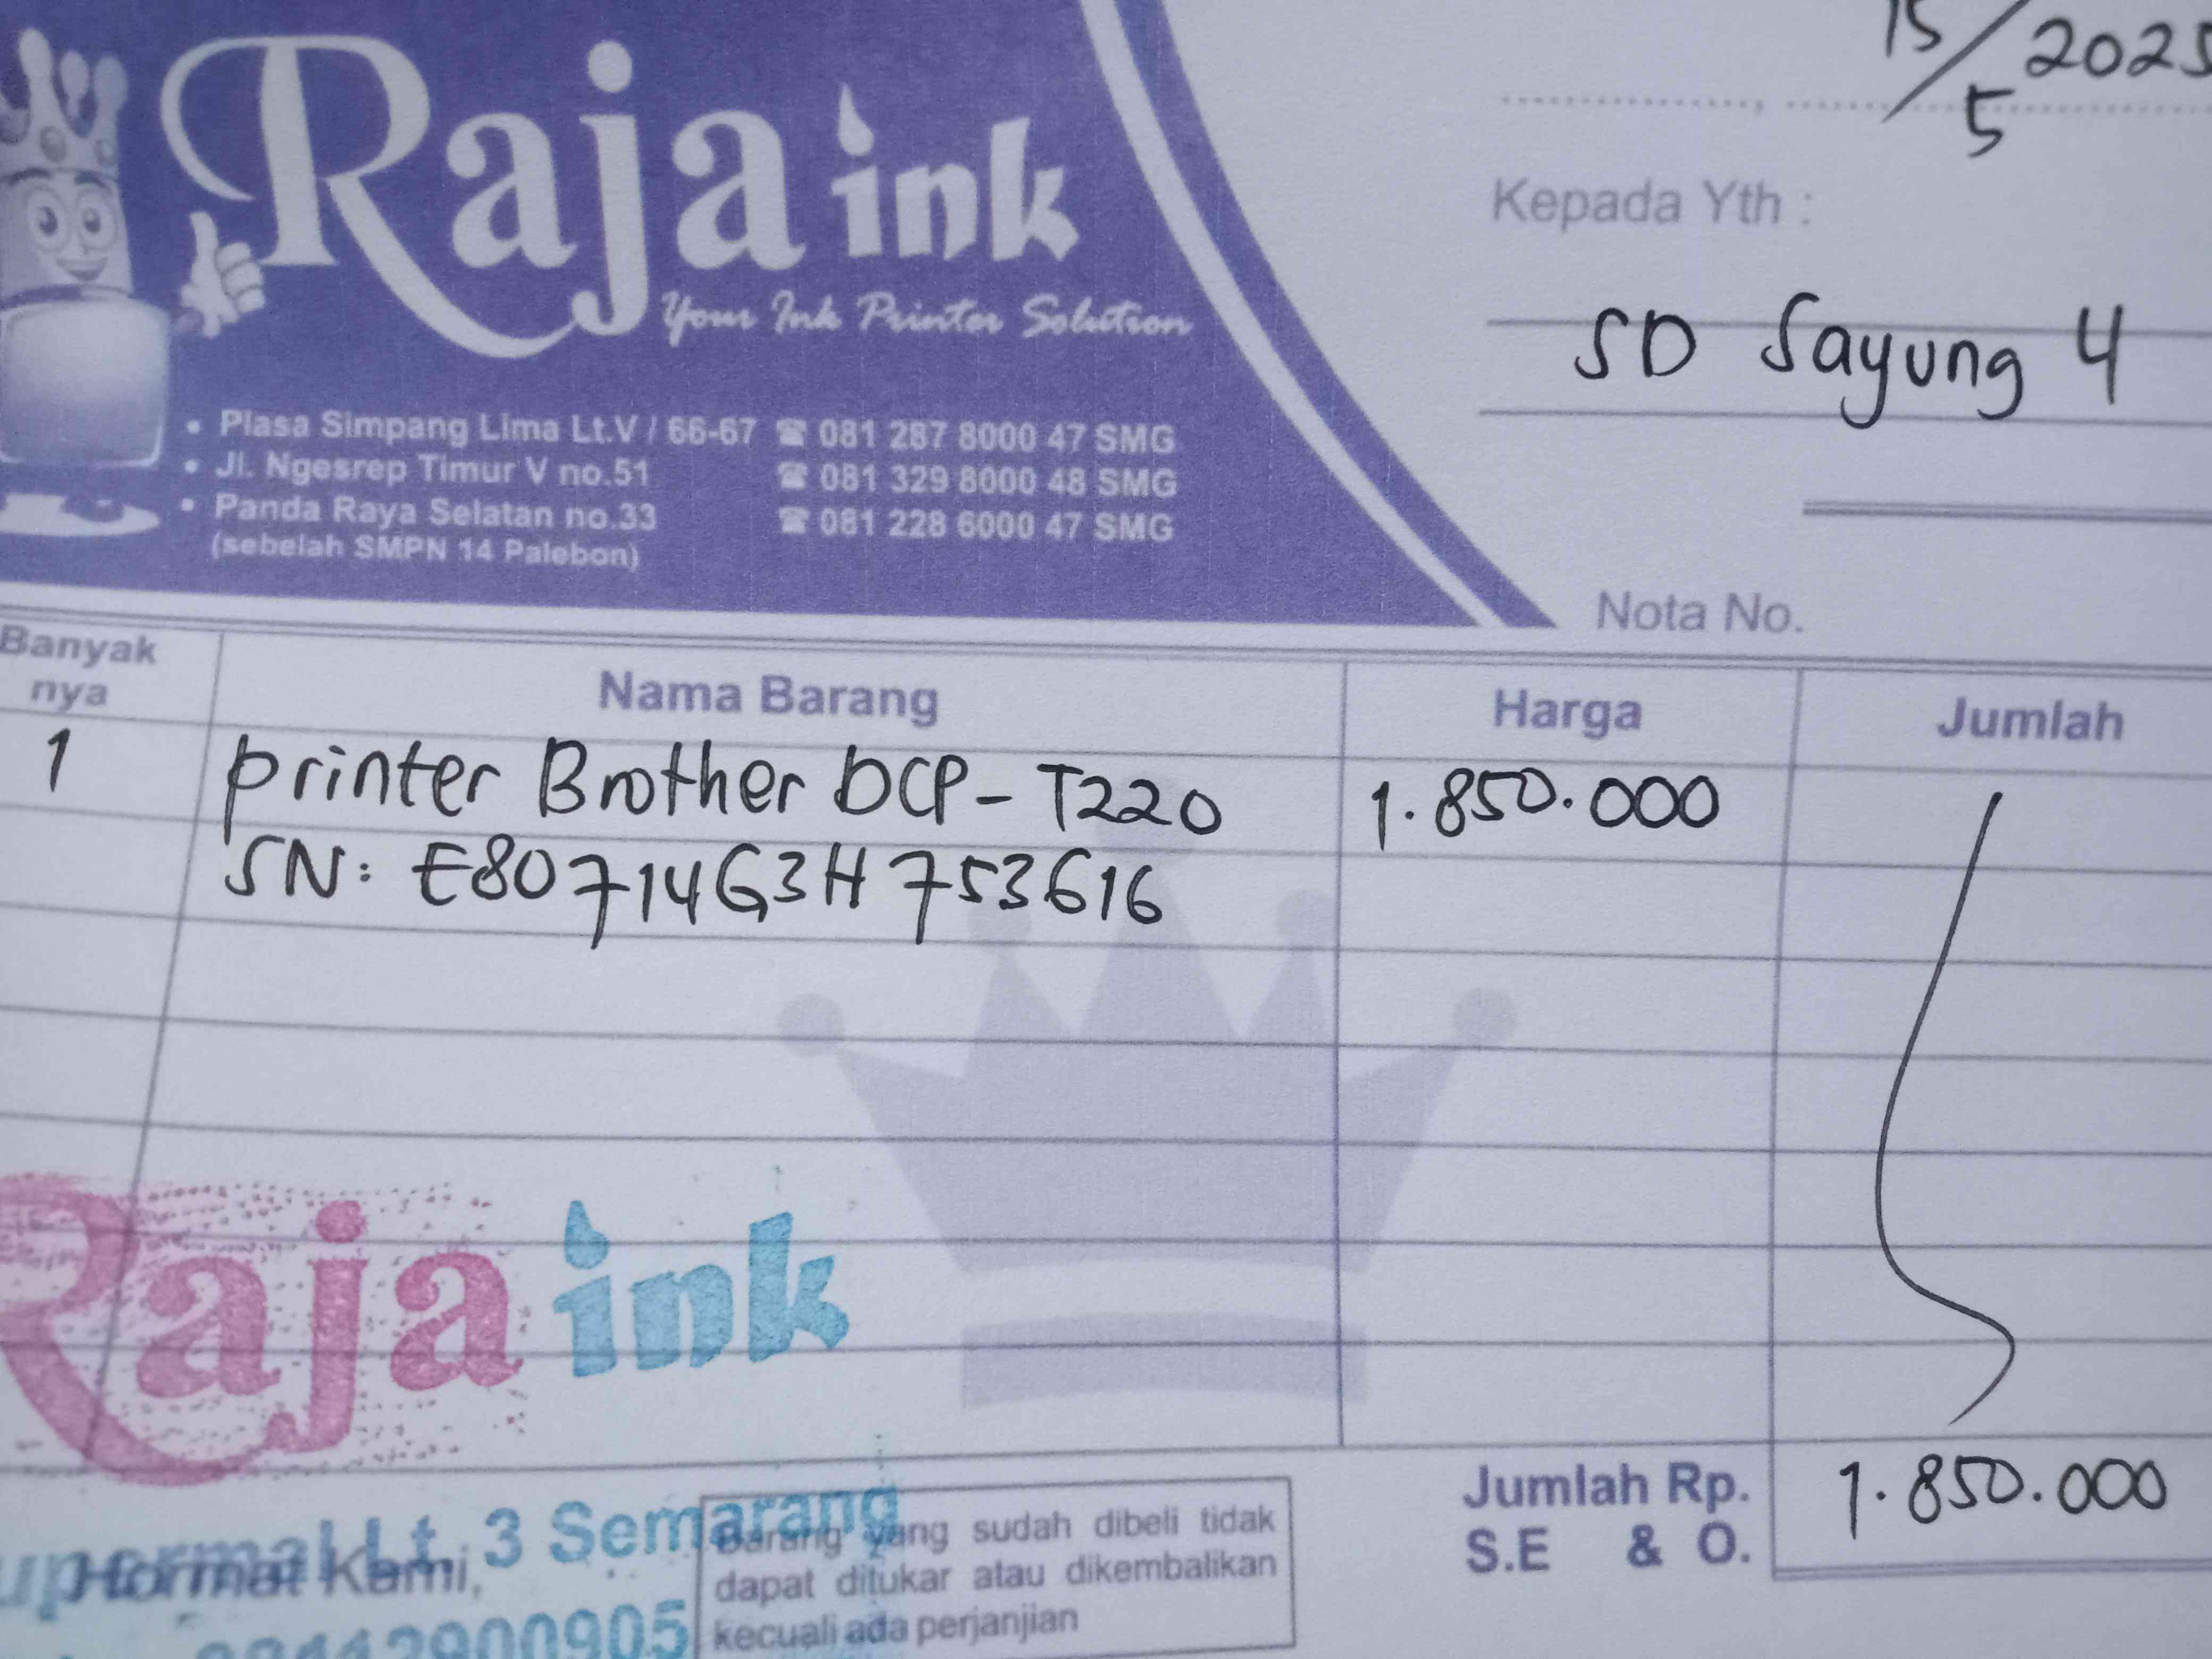 Raja ink
Your Ink Printer Solution
• Plasa Simpang Lima Lt.V / 66-67 ☎ 081 287 8000 47 SMG
• Jl. Ngesrep Timur V no.51 ☎ 081 329 8000 48 SMG
• Panda Raya Selatan no.33 ☎ 081 228 6000 47 SMG
(sebelah SMPN 14 Palebon)
15/5 2025
Kepada Yth :
SD Sayung 4
Nota No.
Banyak nya Nama Barang Harga Jumlah
1 printer Brother DCP-T220 1.850.000
SN: E80714G3H753616
Raja ink
Lt. 3 Semarang
Hormat Kami,
Barang yang sudah dibeli tidak
dapat ditukar atau dikembalikan
kecuali ada perjanjian
Jumlah Rp. 1.850.000
S.E & O.